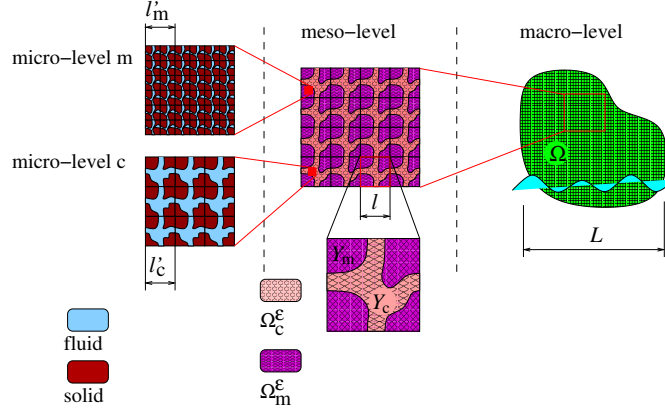 l′m
meso−level
macro−level
micro−level m
micro−level c
Ω
l
L
l′c
Ym
Yc
Ωεc
fluid
Ωεm
solid